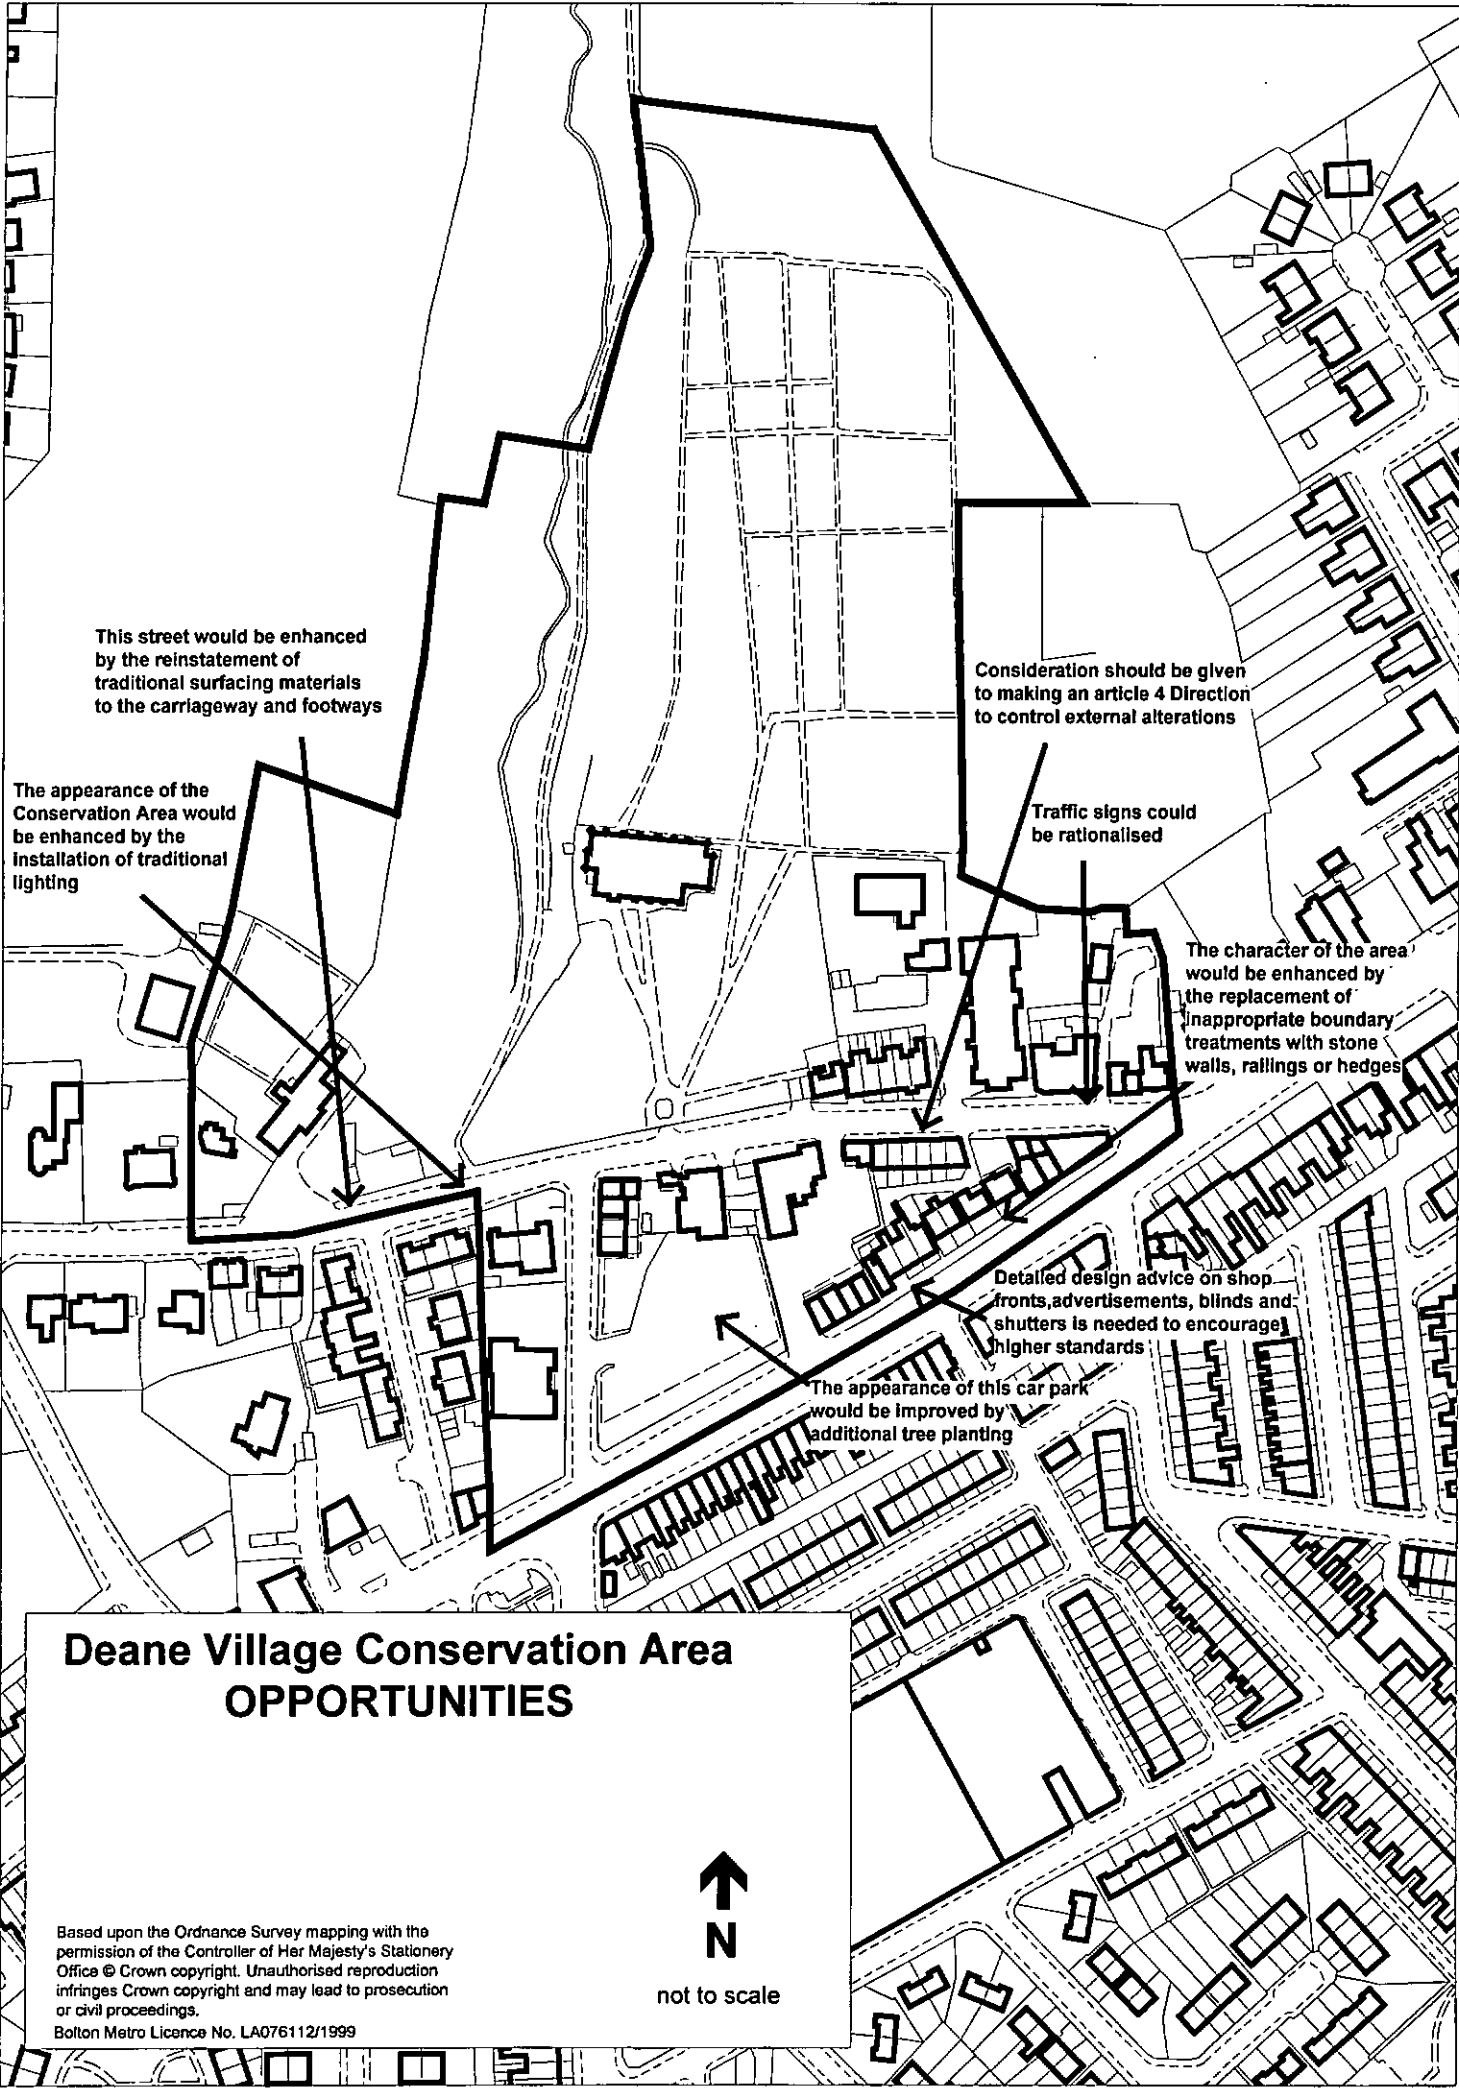 This street would be enhanced
by the reinstatement of
traditional surfacing materials
to the carriageway and footways
Consideration should be given
to making an article 4 Direction
to control external alterations
The appearance of the
Conservation Area would
be enhanced by the
installation of traditional
lighting
Traffic signs could
be rationalised
The character of the area
would be enhanced by
the replacement of
inappropriate boundary
treatments with stone
walls, railings or hedges
Detailed design advice on shop
fronts,advertisements, blinds and
shutters is needed to encourage
higher standards
The appearance of this car park
would be improved by
additional tree planting
Deane Village Conservation Area
OPPORTUNITIES
Based upon the Ordnance Survey mapping with the
permission of the Controller of Her Majesty's Stationery
Office © Crown copyright. Unauthorised reproduction
infringes Crown copyright and may lead to prosecution
or civil proceedings.
Bolton Metro Licence No. LA076112/1999
N
not to scale